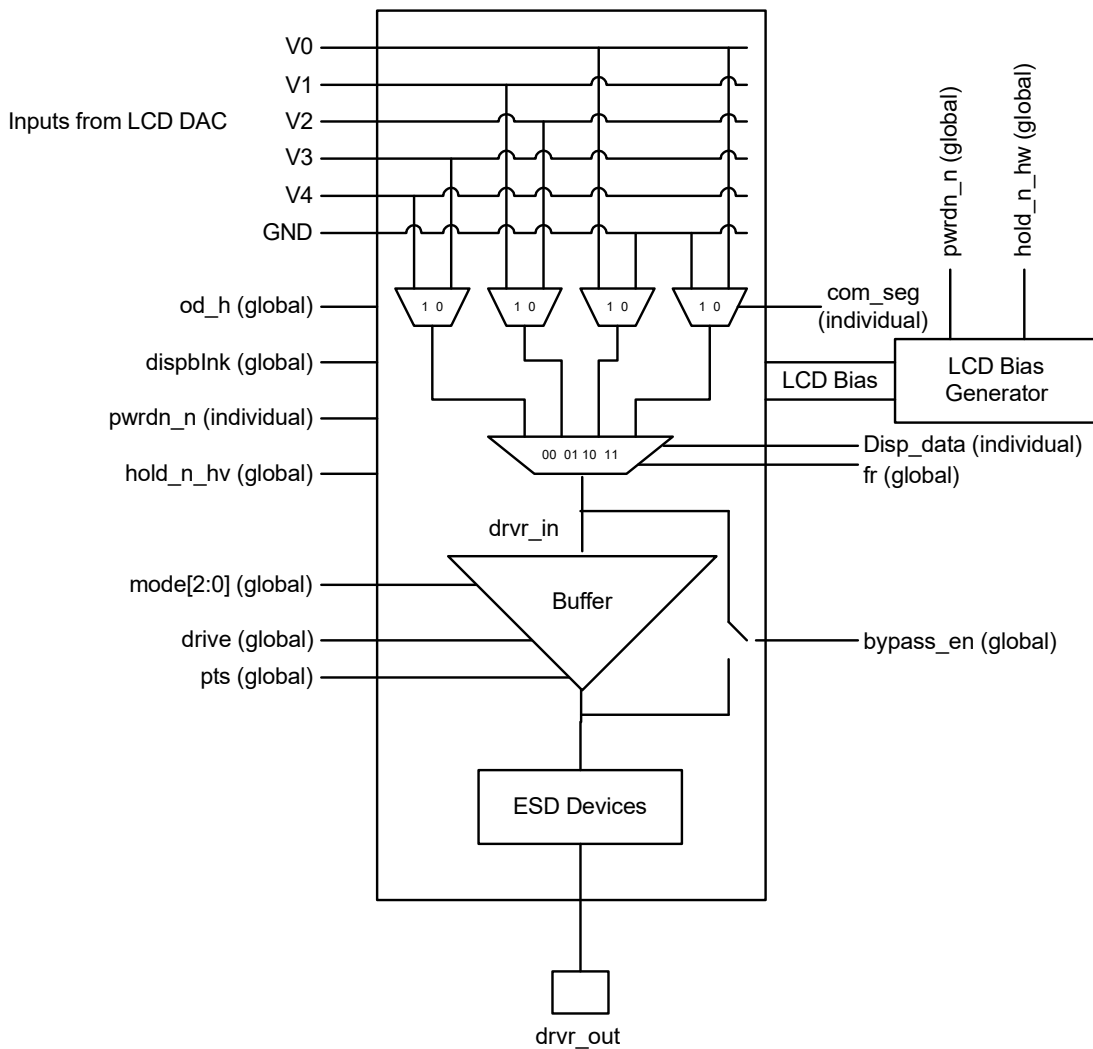 V0
V1
Inputs from LCD DAC
V2
V3
V4
GND
pwrdn_n (global)
hold_n_hw (global)
od_h (global)
1 0
1 0
1 0
1 0
com_seg
(individual)
dispblnk (global)
LCD Bias
LCD Bias
Generator
pwrdn_n (individual)
00 01 10 11
Disp_data (individual)
hold_n_hv (global)
fr (global)
drvr_in
mode[2:0] (global)
Buffer
drive (global)
bypass_en (global)
pts (global)
ESD Devices
drvr_out